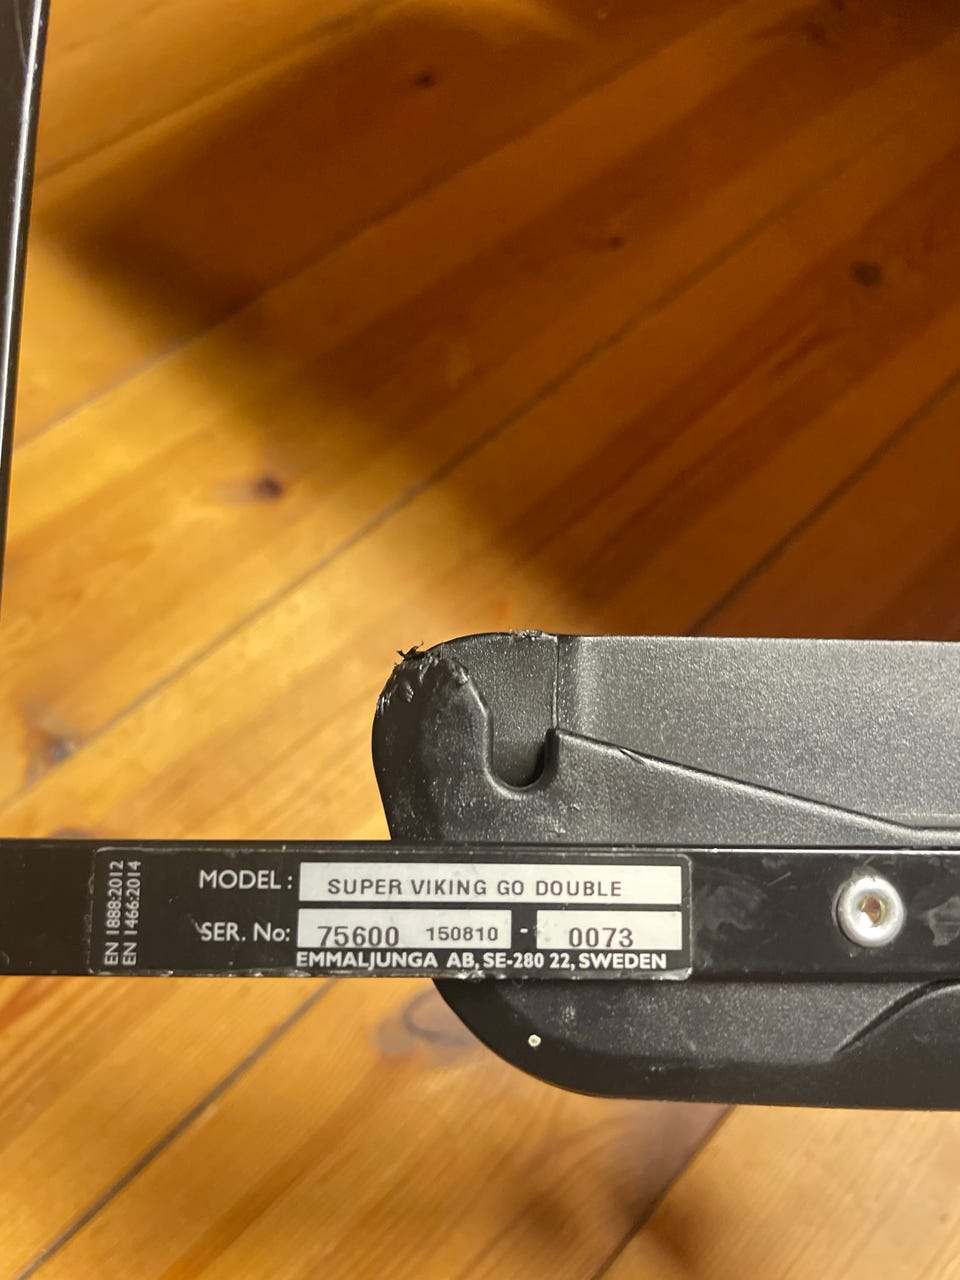 EN 1888:2012
EN 1466:2014
MODEL : SUPER VIKING GO DOUBLE
SER. No: 75600 150810 - 0073
EMMALJUNGA AB, SE-280 22, SWEDEN